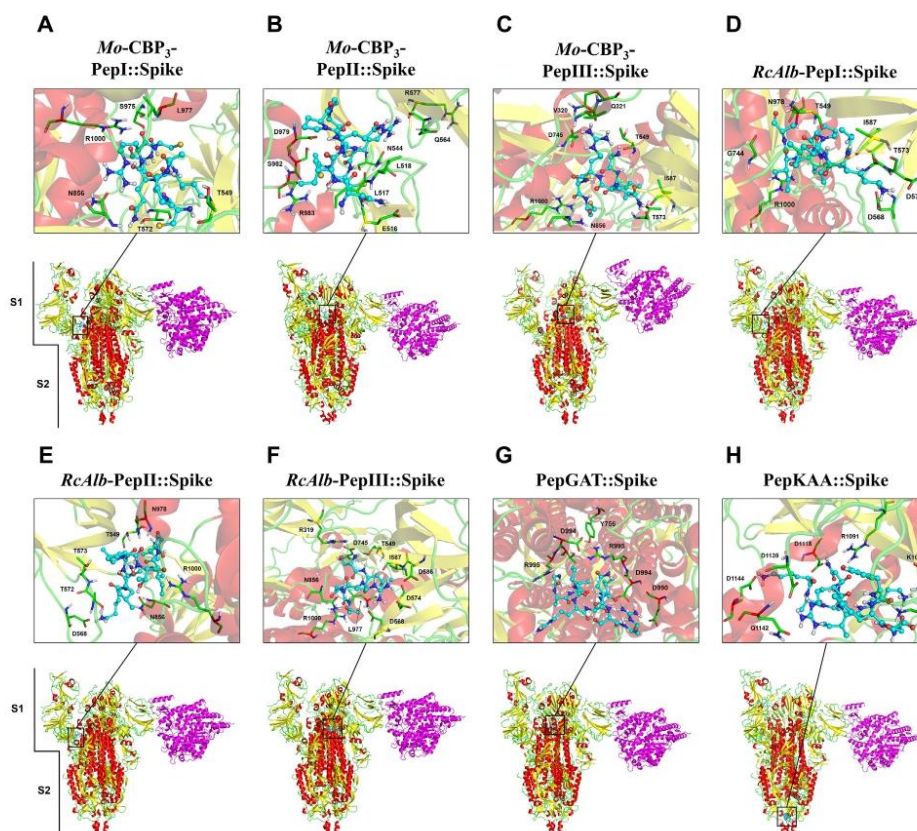 A
Mo-CBP₃-
PepI::Spike
S975
L977
R1000
N856
T549
T572
B
Mo-CBP₃-
PepII::Spike
R577
Q564
D979
N544
S982
L518
L517
R983
E516
C
Mo-CBP₃-
PepIII::Spike
V320
Q321
D745
T549
I587
R1000
N856
T573
D
RcAlb-PepI::Spike
N978
T549
I587
G744
T573
R1000
D568
D57
S1
S2
E
RcAlb-PepII::Spike
N978
T549
T573
R1000
T572
N856
D568
F
RcAlb-PepIII::Spike
R319
D745
T549
I587
N856
D586
D574
R1000
D568
L977
G
PepGAT::Spike
D994
Y756
R995
R995
D994
D990
H
PepKAA::Spike
R1091
D1118
D1139
K10
D1144
Q1142
S1
S2